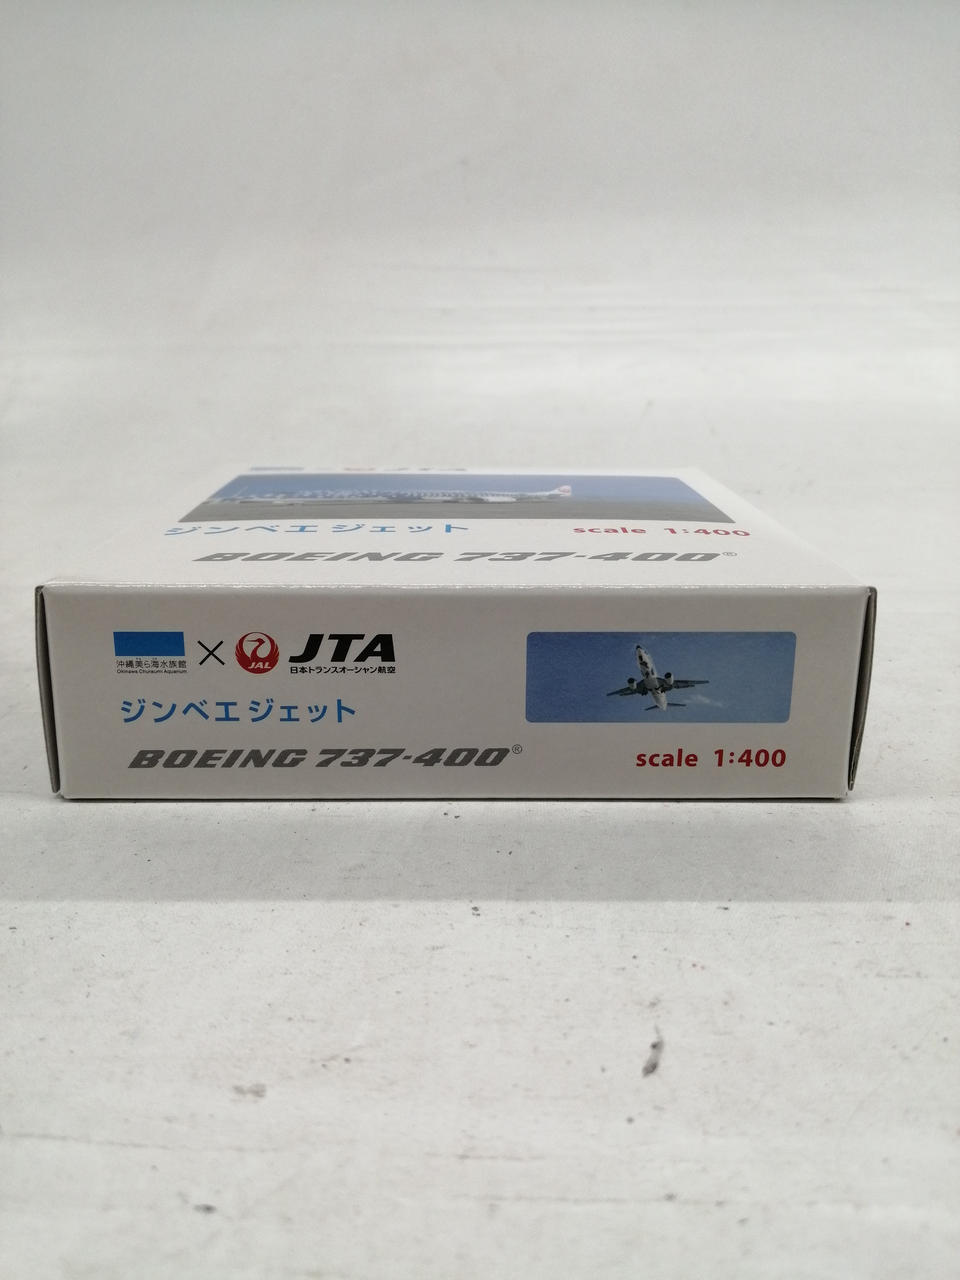 JTA
ジンベエジェット
scale 1:400
BOEING 737-400®
沖縄美ら海水族館
Okinawa Churaumi Aquarium
×
JAL
JTA
日本トランスオーシャン航空
ジンベエジェット
BOEING 737-400®
scale 1:400